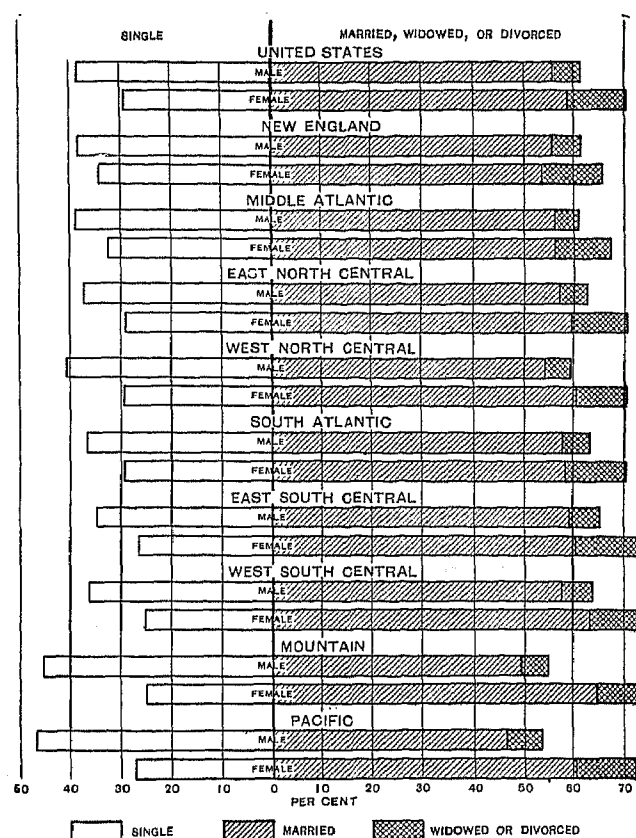 SINGLE MARRIED, WIDOWED, OR DIVORCED
UNITED STATES
MALE
FEMALE
NEW ENGLAND
MALE
FEMALE
MIDDLE ATLANTIC
MALE
FEMALE
EAST NORTH CENTRAL
MALE
FEMALE
WEST NORTH CENTRAL
MALE
FEMALE
SOUTH ATLANTIC
MALE
FEMALE
EAST SOUTH CENTRAL
MALE
FEMALE
WEST SOUTH CENTRAL
MALE
FEMALE
MOUNTAIN
MALE
FEMALE
PACIFIC
MALE
FEMALE
50 40 30 20 10 0 10 20 30 40 50 60 70
PER CENT
SINGLE MARRIED WIDOWED OR DIVORCED